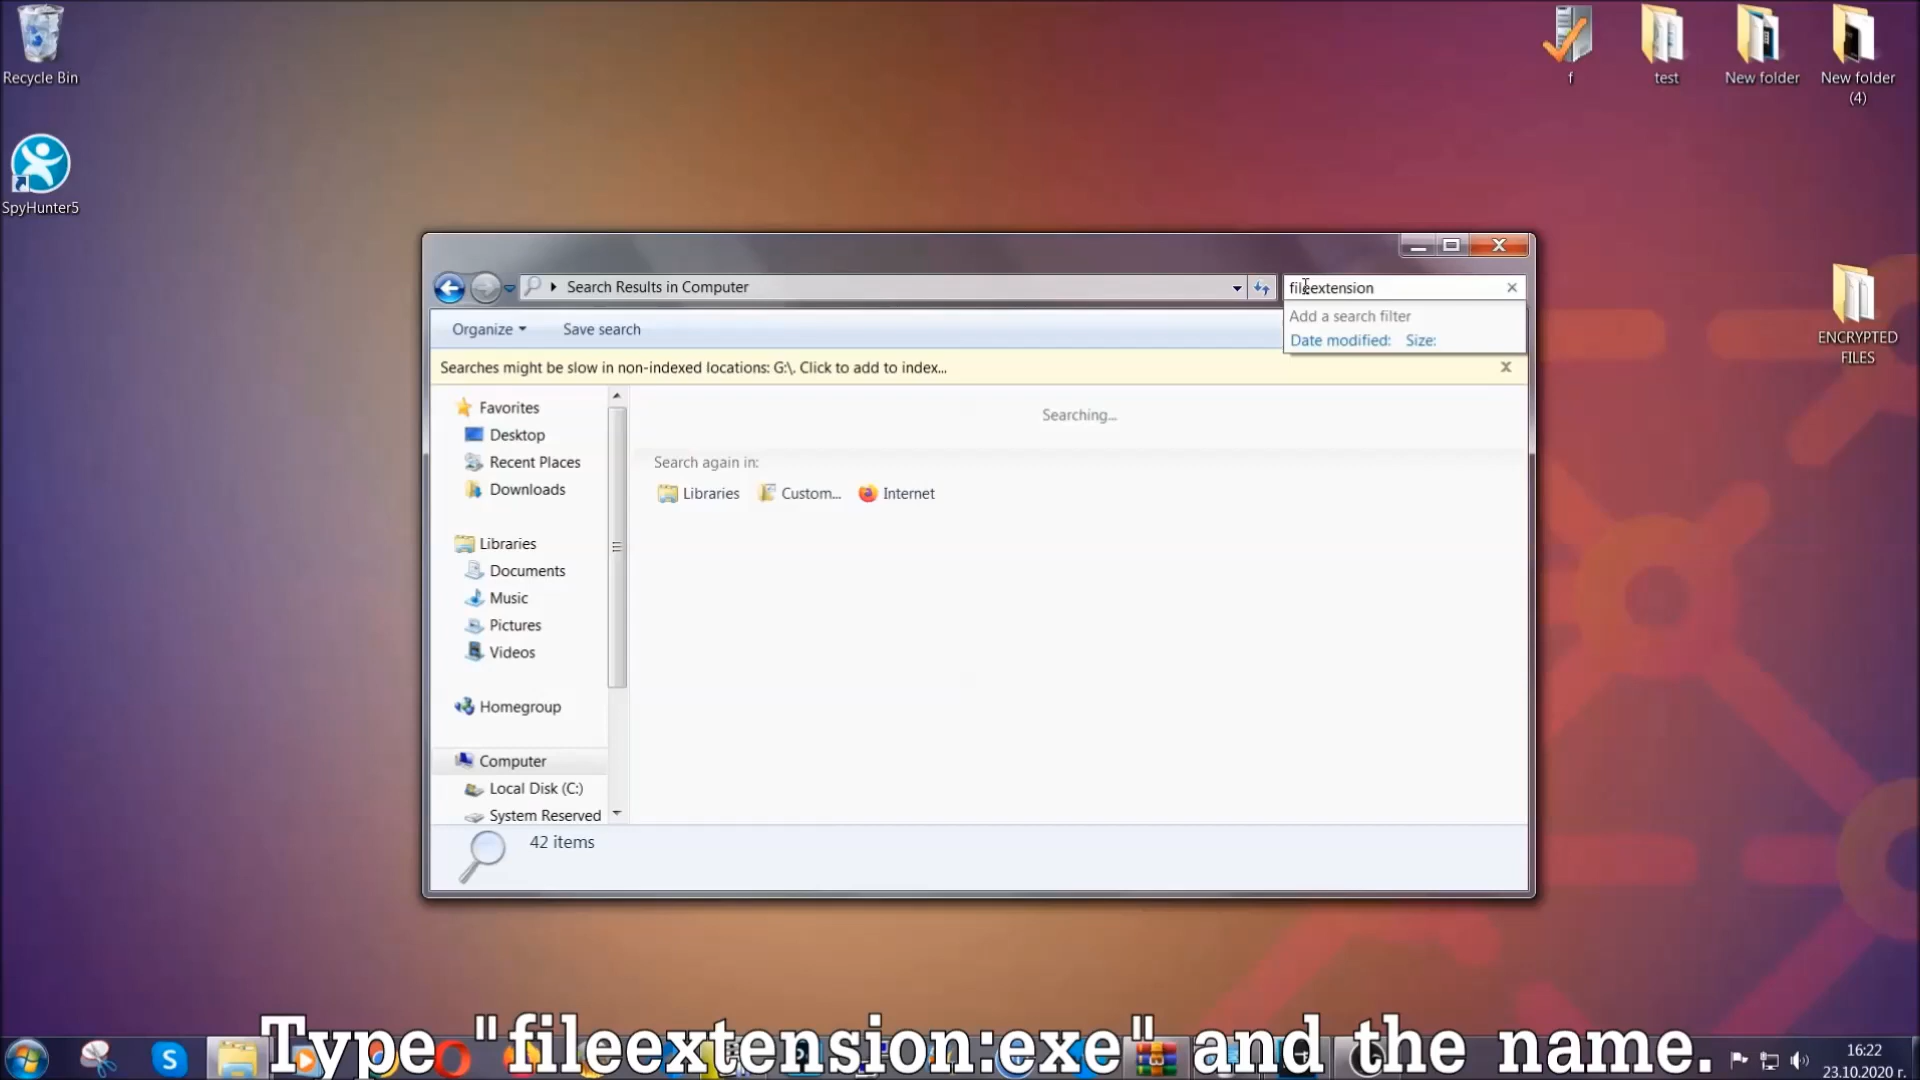 Recycle Bin
SpyHunter5
f
test
New folder
New folder
(4)
ENCRYPTED
FILES
Search Results in Computer
fileextension
Add a search filter
Date modified: Size:
Organize
Save search
Searches might be slow in non-indexed locations: G:\. Click to add to index...
Favorites
Desktop
Recent Places
Downloads
Libraries
Documents
Music
Pictures
Videos
Homegroup
Computer
Local Disk (C:)
System Reserved
Searching...
Search again in:
Libraries
Custom...
Internet
42 items
Type "fileextension:exe" and the name.
16:22
23.10.2020 г.